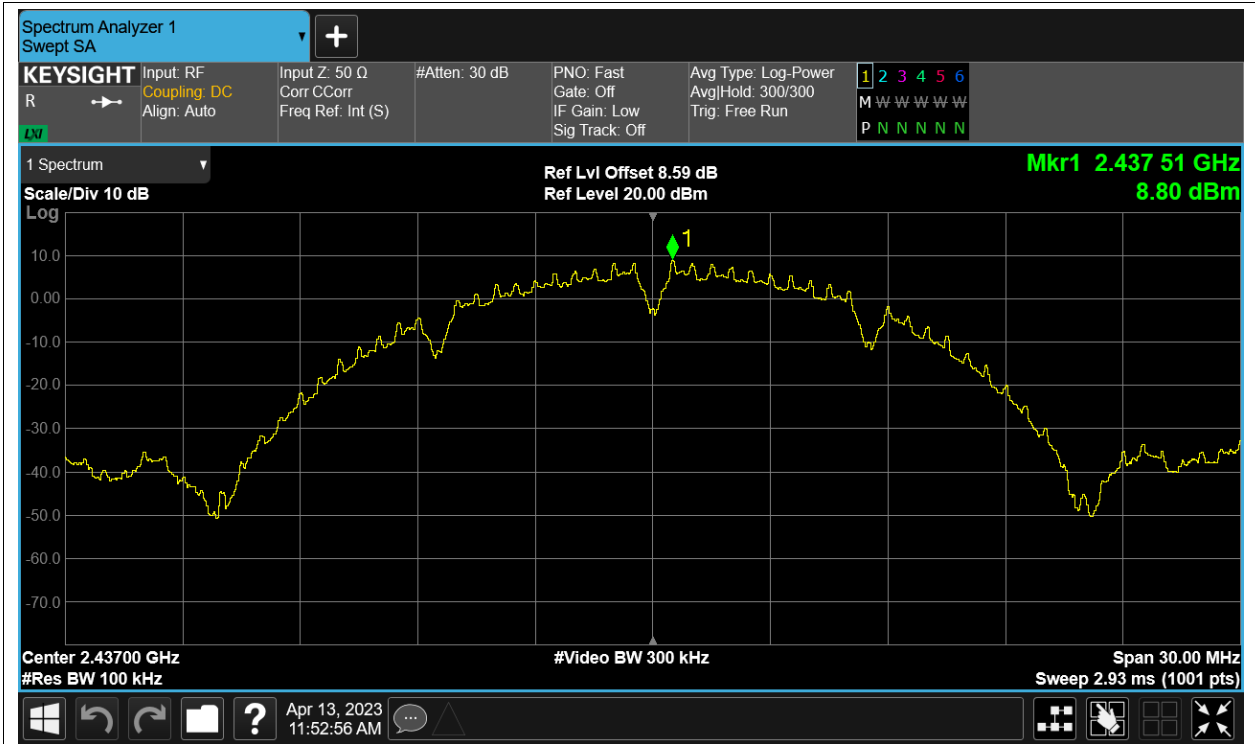 Spectrum Analyzer 1
Swept SA
KEYSIGHT
R
LXI
Input: RF
Coupling: DC
Align: Auto
Input Z: 50 Ω
Corr CCorr
Freq Ref: Int (S)
#Atten: 30 dB
PNO: Fast
Gate: Off
IF Gain: Low
Sig Track: Off
Avg Type: Log-Power
Avg|Hold: 300/300
Trig: Free Run
1 2 3 4 5 6
M W W W W W
P N N N N N
1 Spectrum
Scale/Div 10 dB
Log
Ref Lvl Offset 8.59 dB
Ref Level 20.00 dBm
Mkr1 2.437 51 GHz
8.80 dBm
1
10.0
0.00
-10.0
-20.0
-30.0
-40.0
-50.0
-60.0
-70.0
Center 2.43700 GHz
#Res BW 100 kHz
#Video BW 300 kHz
Span 30.00 MHz
Sweep 2.93 ms (1001 pts)
?
Apr 13, 2023
11:52:56 AM